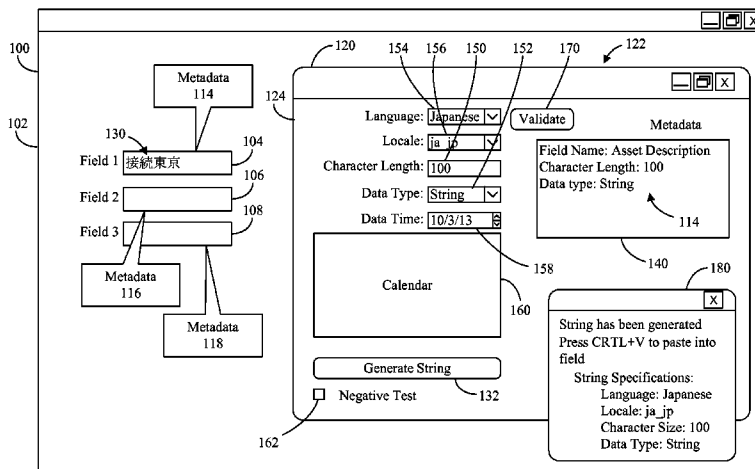 100
102
Metadata
114
130
Field 1
接続東京
104
Field 2
106
Field 3
108
Metadata
116
Metadata
118
120
154
156
150
152
170
122
124
X
X
Language:
Japanese
Validate
Locale:
ja_jp
Character Length:
100
Data Type:
String
Data Time:
10/3/13
158
Calendar
160
Generate String
132
Negative Test
162
Metadata
Field Name: Asset Description
Character Length: 100
Data type: String
114
140
180
X
String has been generated
Press CRTL+V to paste into
field
String Specifications:
Language: Japanese
Locale: ja_jp
Character Size: 100
Data Type: String